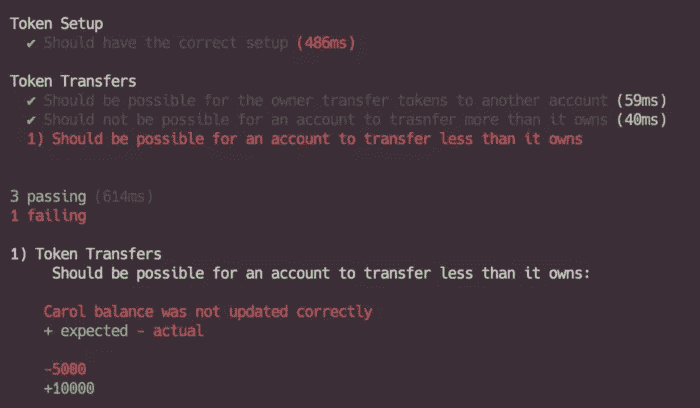 Token Setup
✔ Should have the correct setup (486ms)
Token Transfers
✔ Should be possible for the owner transfer tokens to another account (59ms)
✔ Should not be possible for an account to trasnfer more than it owns (40ms)
1) Should be possible for an account to transfer less than it owns
3 passing (614ms)
1 failing
1) Token Transfers
Should be possible for an account to transfer less than it owns:
Carol balance was not updated correctly
+ expected - actual
-5000
+10000